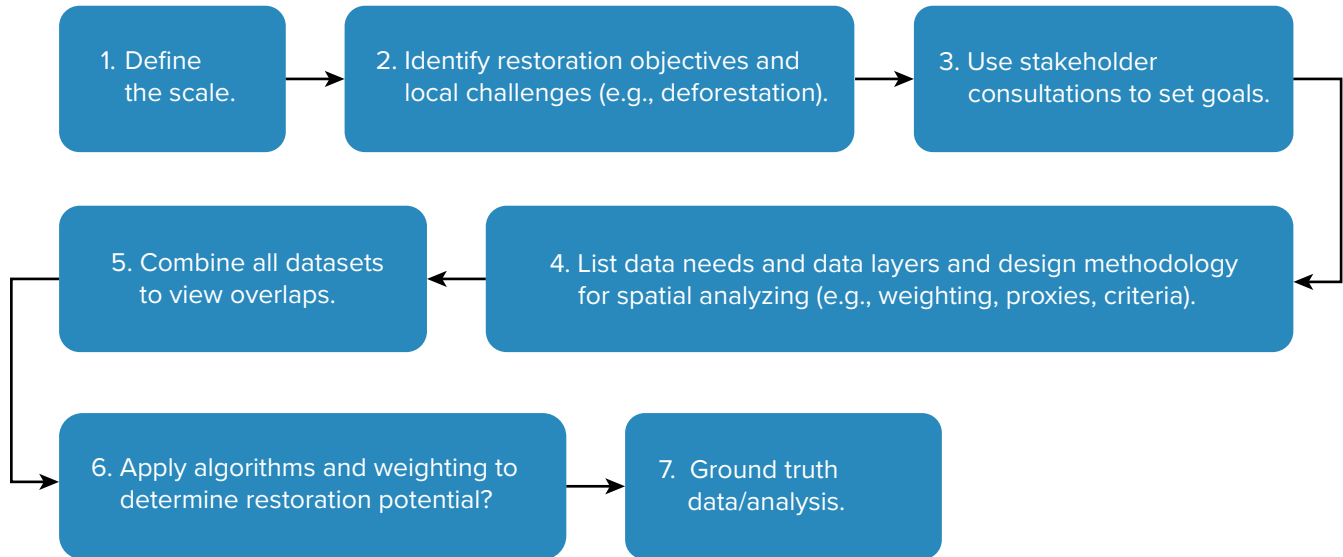 1. Define
the scale.
2. Identify restoration objectives and
local challenges (e.g., deforestation).
3. Use stakeholder
consultations to set goals.
5. Combine all datasets
to view overlaps.
4. List data needs and data layers and design methodology
for spatial analyzing (e.g., weighting, proxies, criteria).
6. Apply algorithms and weighting to
determine restoration potential?
7. Ground truth
data/analysis.